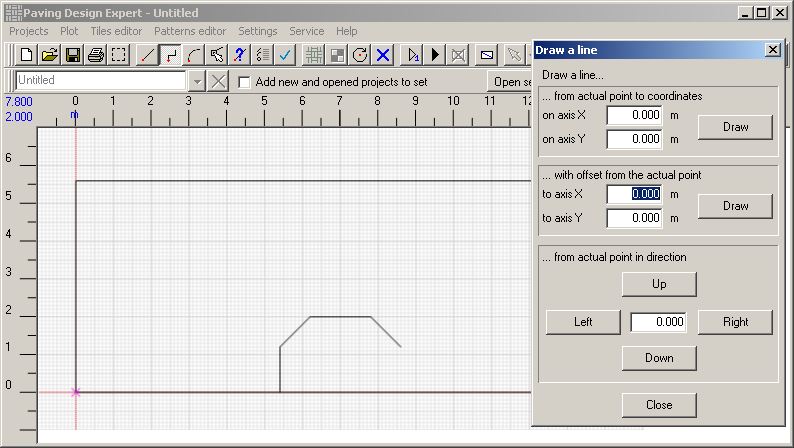 Paving Design Expert - Untitled
Projects Plot Tiles editor Patterns editor Settings Service Help
Untitled Add new and opened projects to set Open se
7.800 0 1 2 3 4 5 6 7 8 9 10 11 12
2.000 m
6
5
4
3
2
1
0
Draw a line
Draw a line...
... from actual point to coordinates
on axis X 0.000 m
Draw
on axis Y 0.000 m
... with offset from the actual point
to axis X 0.000 m
Draw
to axis Y 0.000 m
... from actual point in direction
Up
Left 0.000 Right
Down
Close